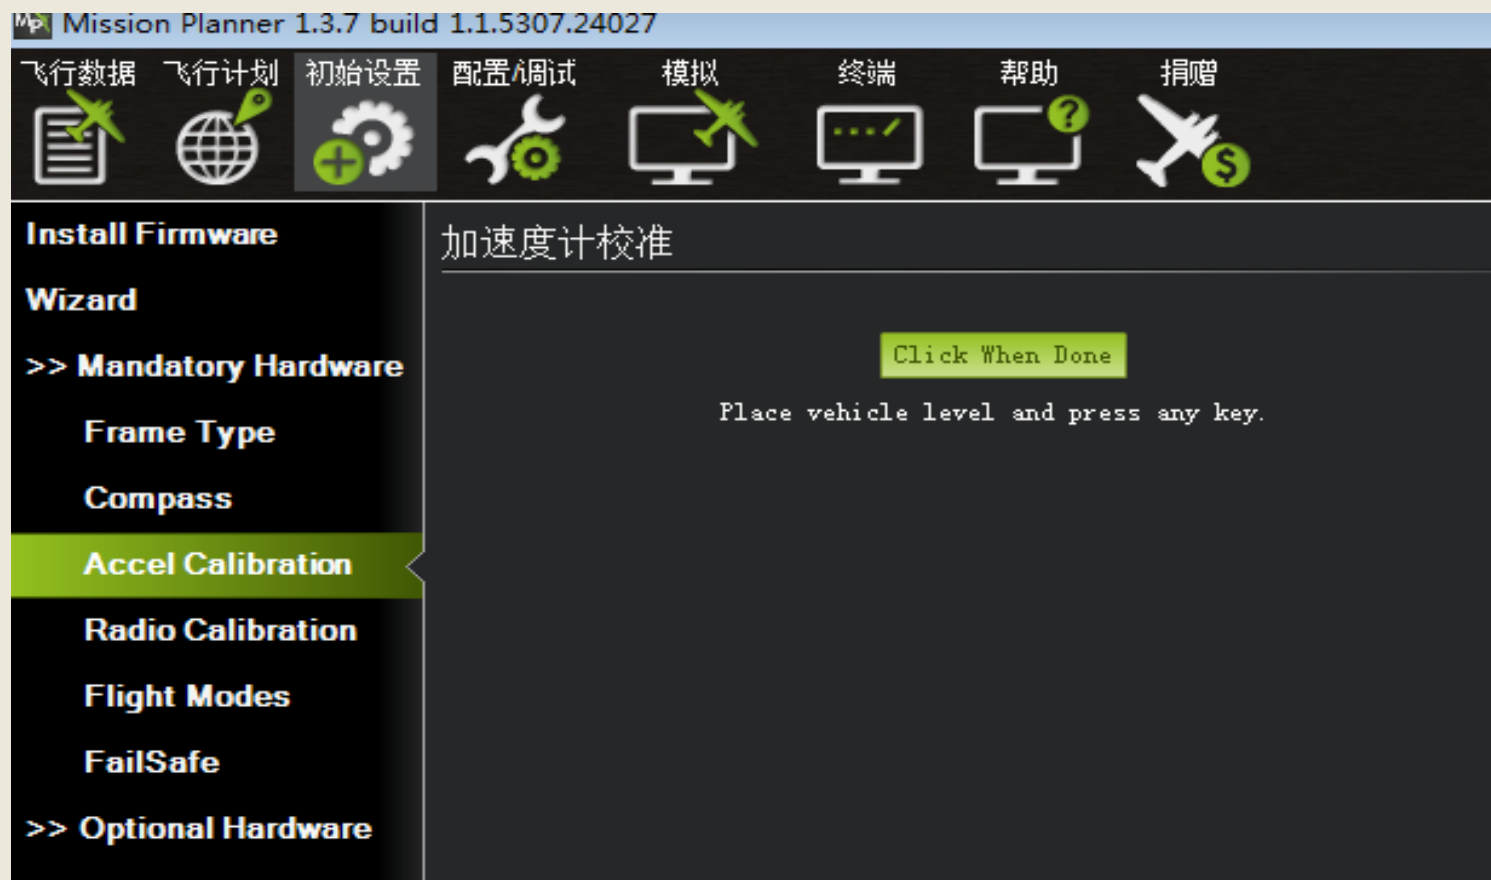 Mission Planner 1.3.7 build 1.1.5307.24027
飞行数据 飞行计划 初始设置 配置/调试 模拟 终端 帮助 捐赠
Install Firmware
加速度计校准
Wizard
Click When Done
>> Mandatory Hardware
Place vehicle level and press any key.
Frame Type
Compass
Accel Calibration
Radio Calibration
Flight Modes
FailSafe
>> Optional Hardware